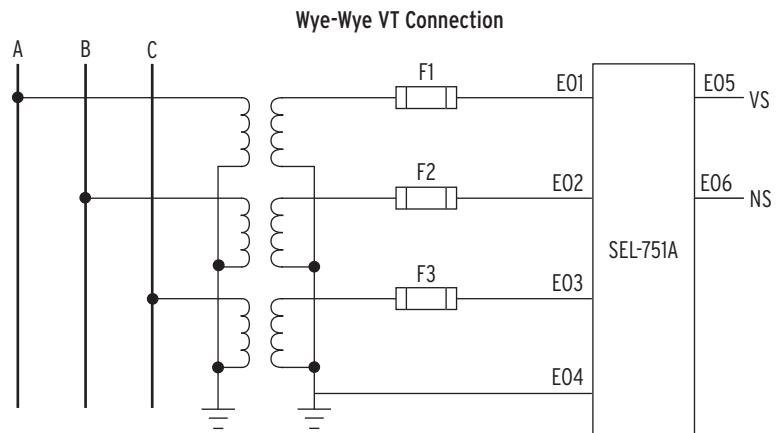 Wye-Wye VT Connection
A B C
F1
E01
E05
VS
F2
E02
E06
NS
SEL-751A
F3
E03
E04